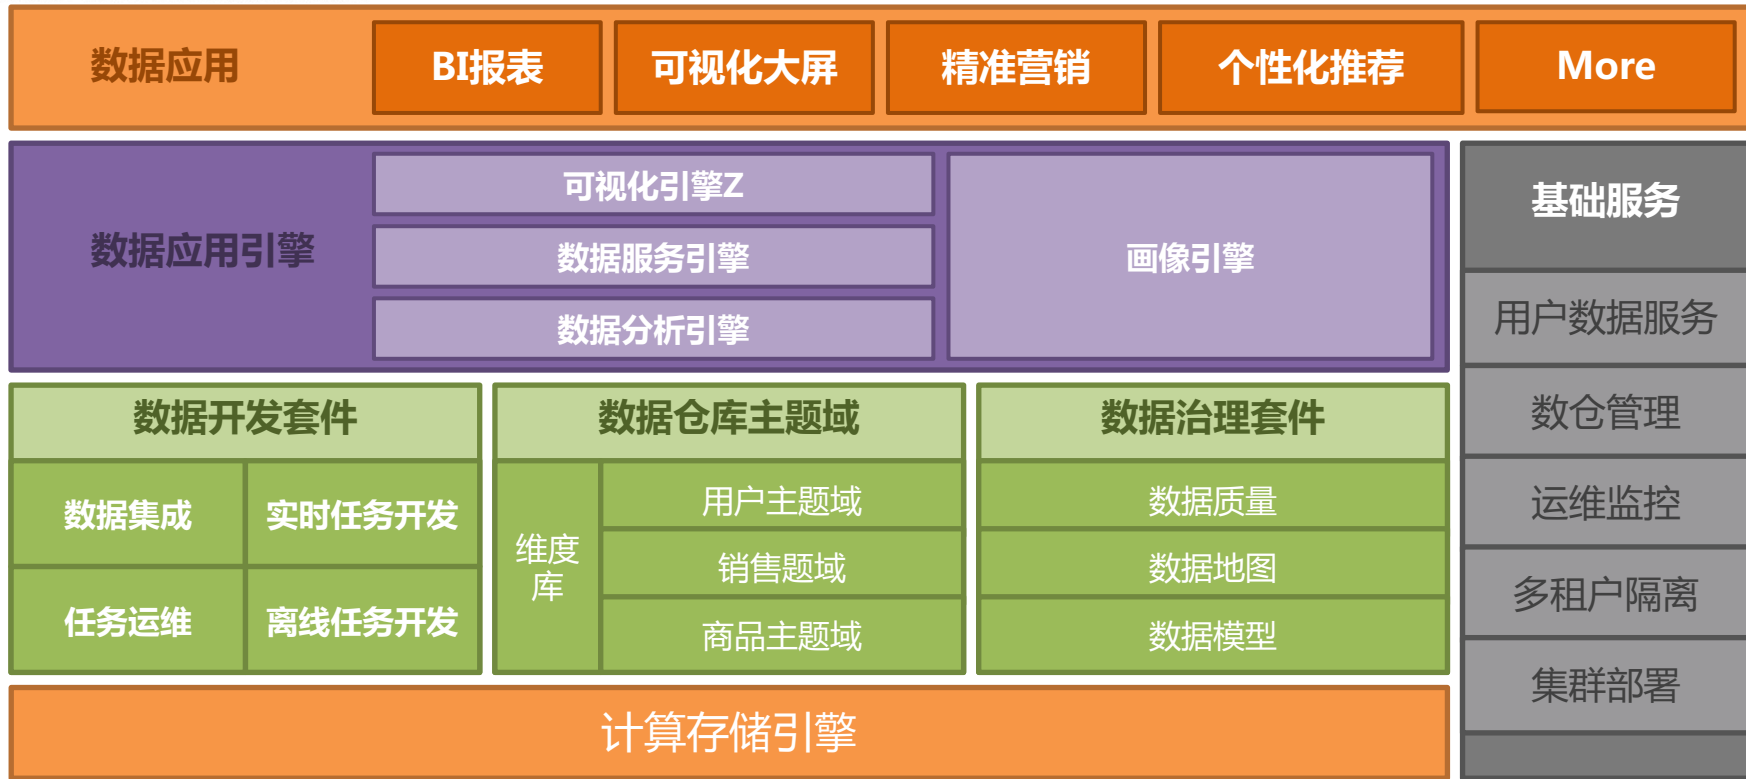 数据应用
BI报表
可视化大屏
精准营销
个性化推荐
More
数据应用引擎
可视化引擎Z
数据服务引擎
数据分析引擎
画像引擎
数据开发套件
数据集成
实时任务开发
任务运维
离线任务开发
数据仓库主题域
维度
库
用户主题域
销售题域
商品主题域
数据治理套件
数据质量
数据地图
数据模型
计算存储引擎
基础服务
用户数据服务
数仓管理
运维监控
多租户隔离
集群部署